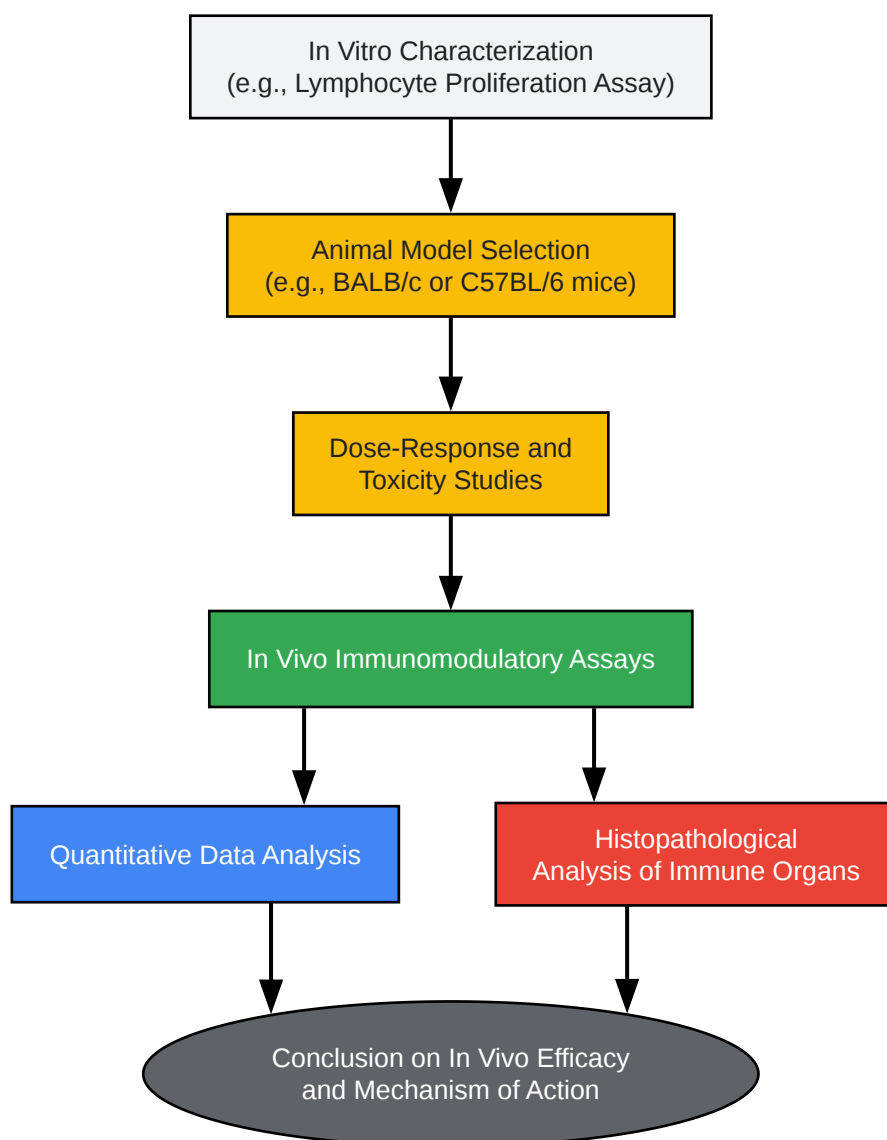 In Vitro Characterization
(e.g., Lymphocyte Proliferation Assay)
Animal Model Selection
(e.g., BALB/c or C57BL/6 mice)
Dose-Response and
Toxicity Studies
In Vivo Immunomodulatory Assays
Quantitative Data Analysis
Histopathological
Analysis of Immune Organs
Conclusion on In Vivo Efficacy
and Mechanism of Action